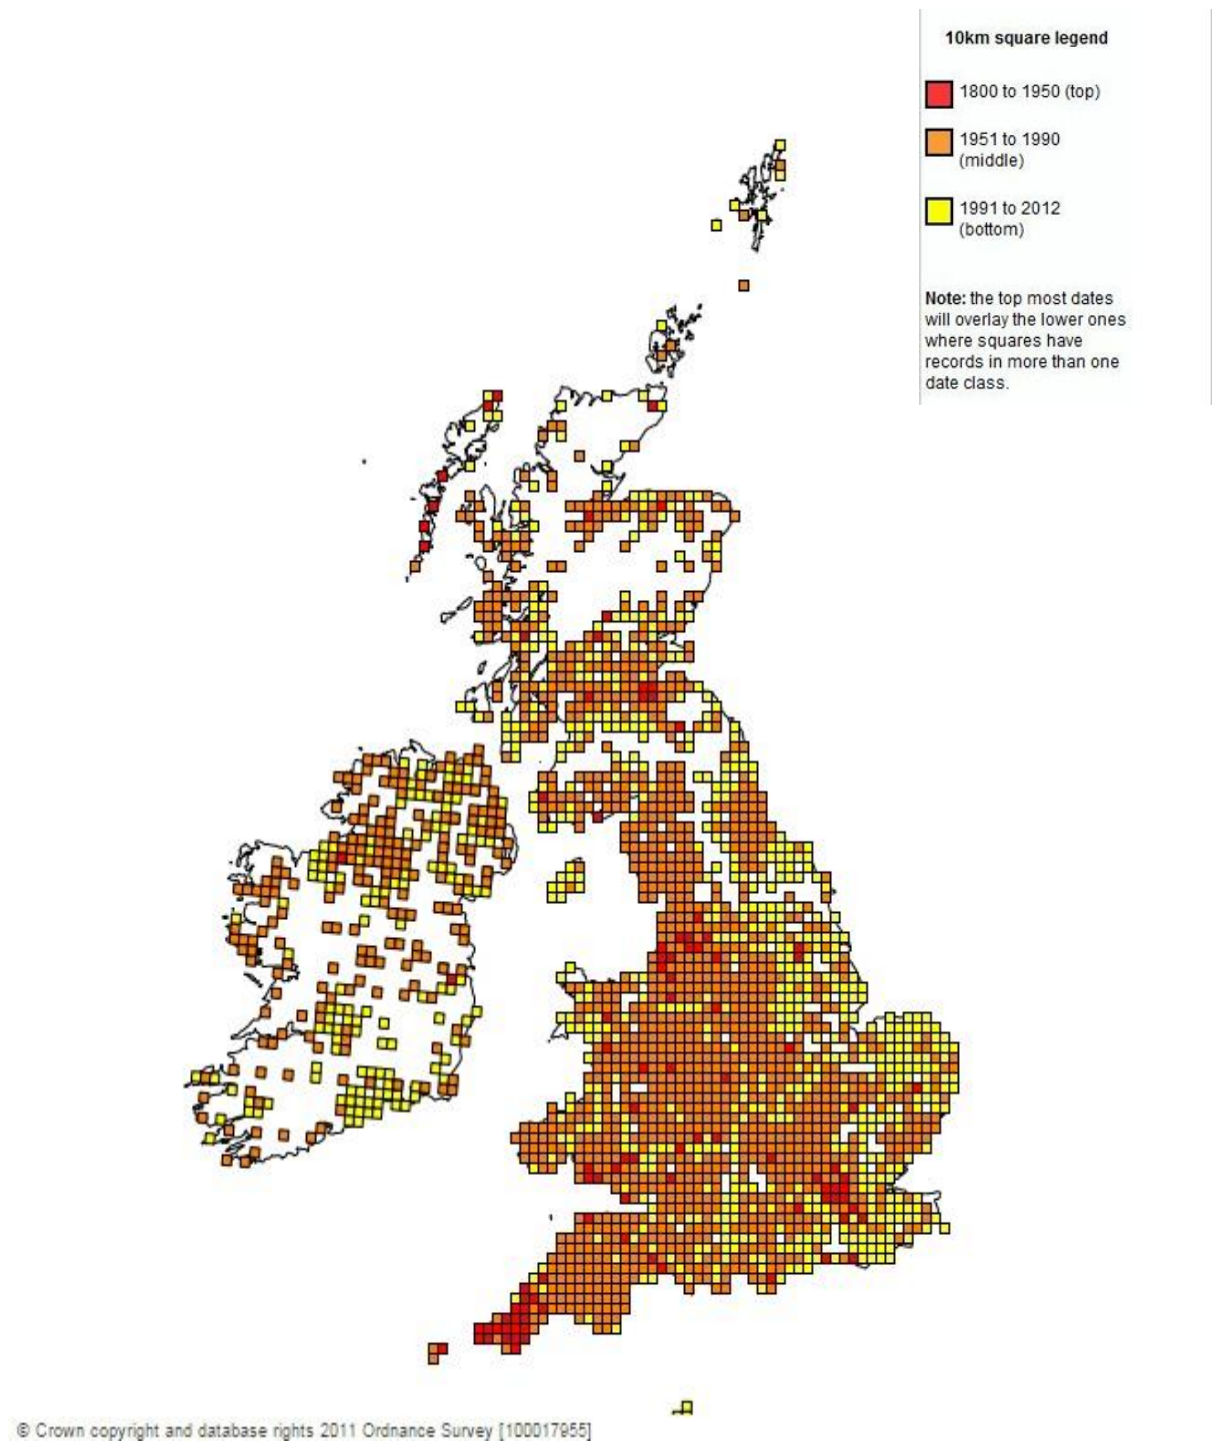 10km square legend
1800 to 1950 (top)
1951 to 1990
(middle)
1991 to 2012
(bottom)
Note: the top most dates
will overlay the lower ones
where squares have
records in more than one
date class.
© Crown copyright and database rights 2011 Ordnance Survey [100017955]